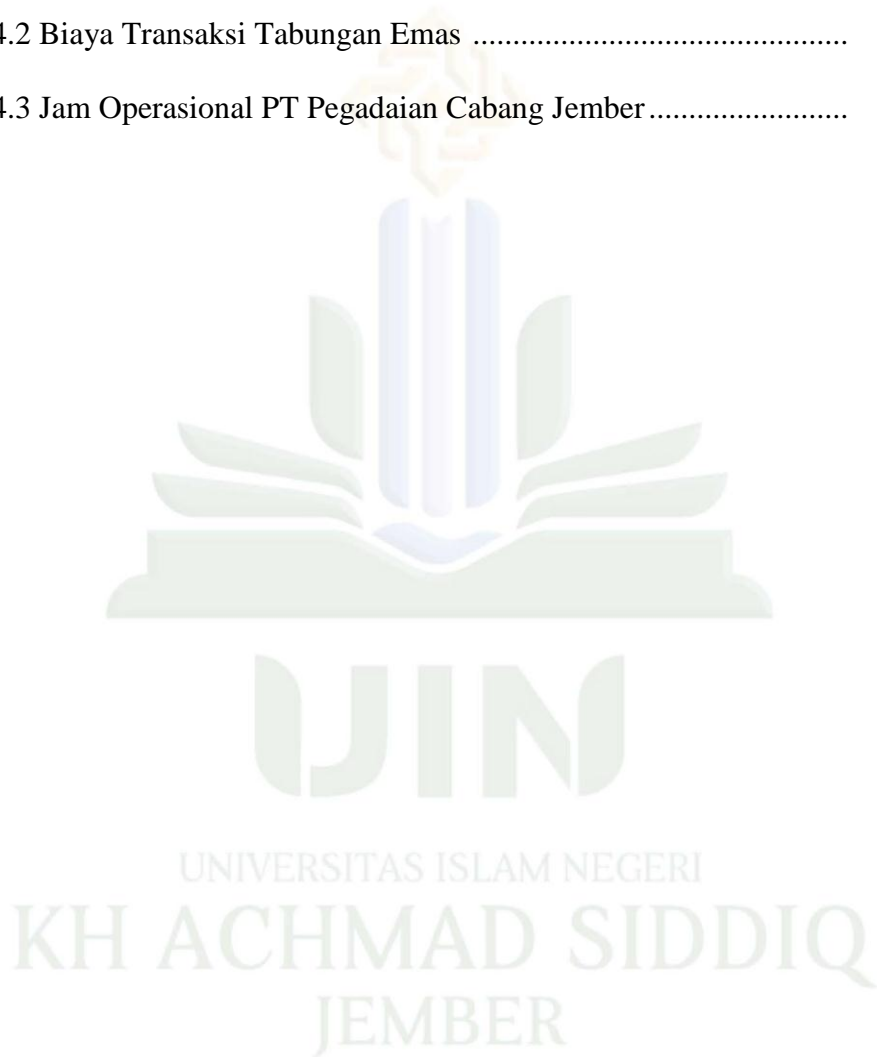 4.2 Biaya Transaksi Tabungan Emas ...............................................
4.3 Jam Operasional PT Pegadaian Cabang Jember .........................
UIN
UNIVERSITAS ISLAM NEGERI
KH ACHMAD SIDDIQ
JEMBER